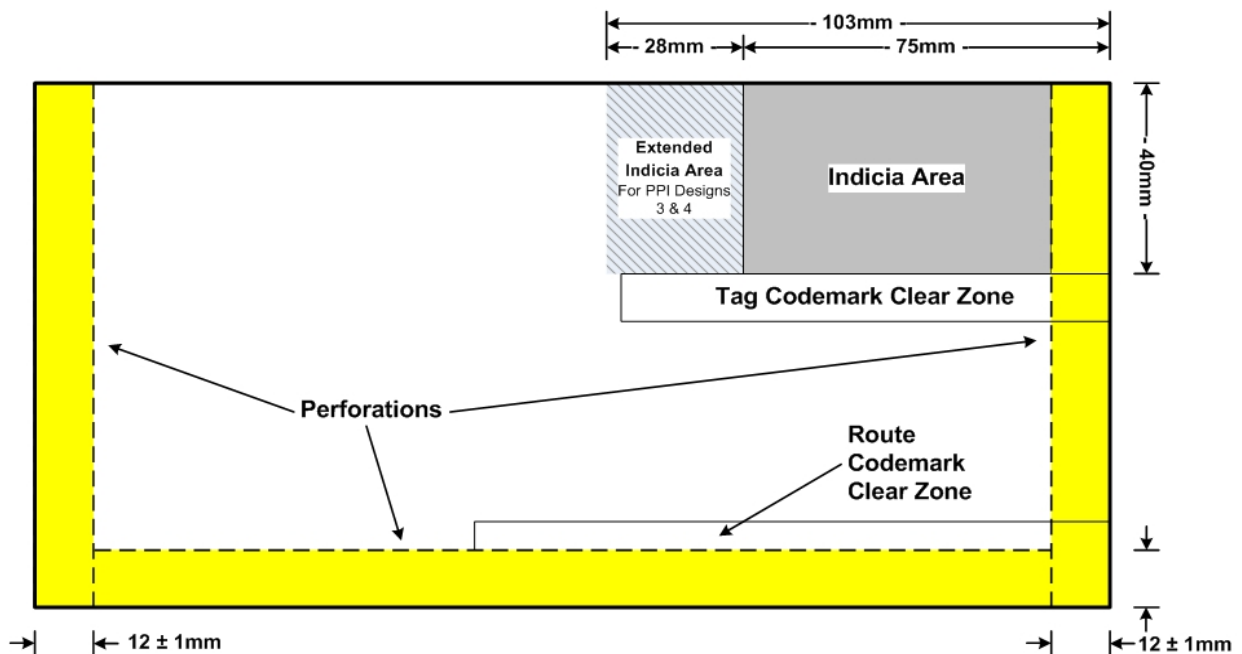 - 103mm -
- 28mm -
- 75mm -
- 40mm -
Extended
Indicia Area
For PPI Designs
3 & 4
Indicia Area
Tag Codemark Clear Zone
Perforations
Route
Codemark
Clear Zone
12 ± 1mm
12 ± 1mm